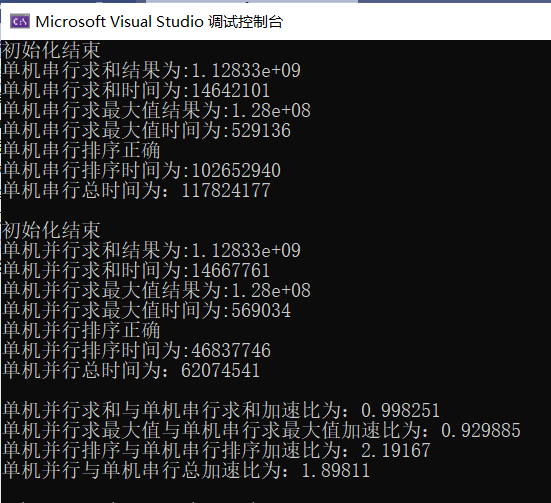 Microsoft Visual Studio 调试控制台
初始化结束
单机串行求和结果为:1.12833e+09
单机串行求和时间为:14642101
单机串行求最大值结果为:1.28e+08
单机串行求最大值时间为:529136
单机串行排序正确
单机串行排序时间为:102652940
单机串行总时间为：117824177
初始化结束
单机并行求和结果为:1.12833e+09
单机并行求和时间为:14667761
单机并行求最大值结果为:1.28e+08
单机并行求最大值时间为:569034
单机并行排序正确
单机并行排序时间为:46837746
单机并行总时间为：62074541
单机并行求和与单机串行求和加速比为：0.998251
单机并行求最大值与单机串行求最大值加速比为：0.929885
单机并行排序与单机串行排序加速比为：2.19167
单机并行与单机串行总加速比为：1.89811